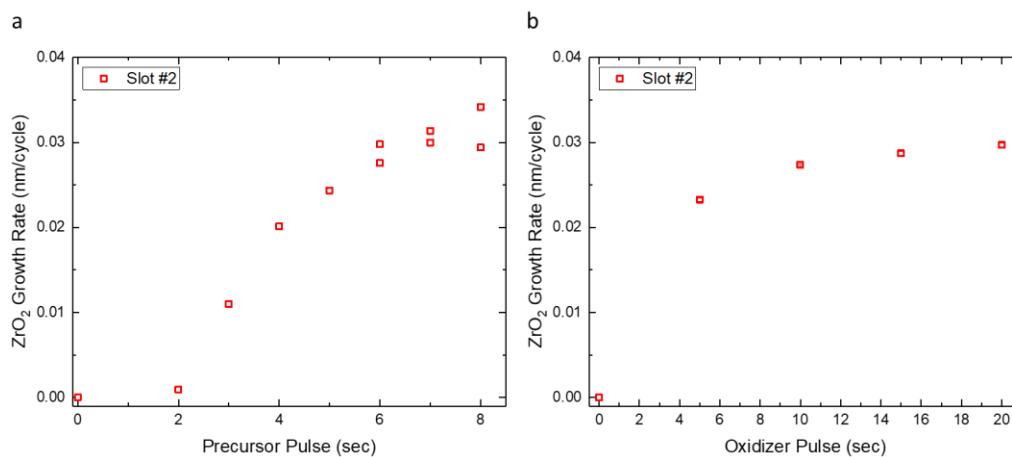 a
Slot #2
0.04
0.03
0.02
0.01
0.00
ZrO₂ Growth Rate (nm/cycle)
0 2 4 6 8
Precursor Pulse (sec)
b
Slot #2
0.04
0.03
0.02
0.01
0.00
ZrO₂ Growth Rate (nm/cycle)
0 2 4 6 8 10 12 14 16 18 20
Oxidizer Pulse (sec)